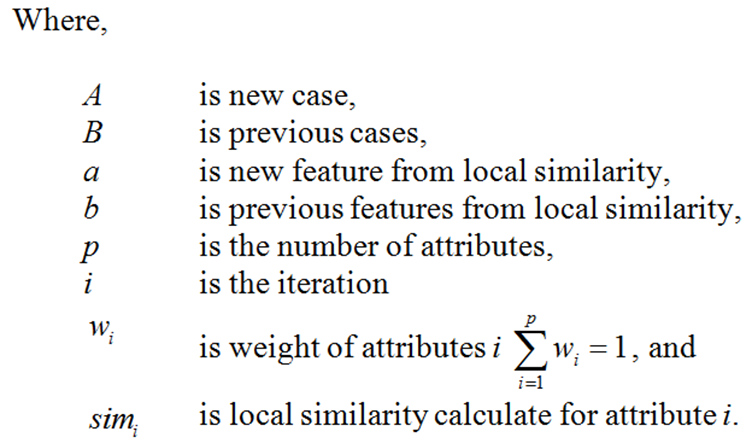 Where,
A is new case,
B is previous cases,
a is new feature from local similarity,
b is previous features from local similarity,
p is the number of attributes,
i is the iteration
w_i is weight of attributes i \sum_{i=1}^{p} w_i = 1, and
sim_i is local similarity calculate for attribute i.